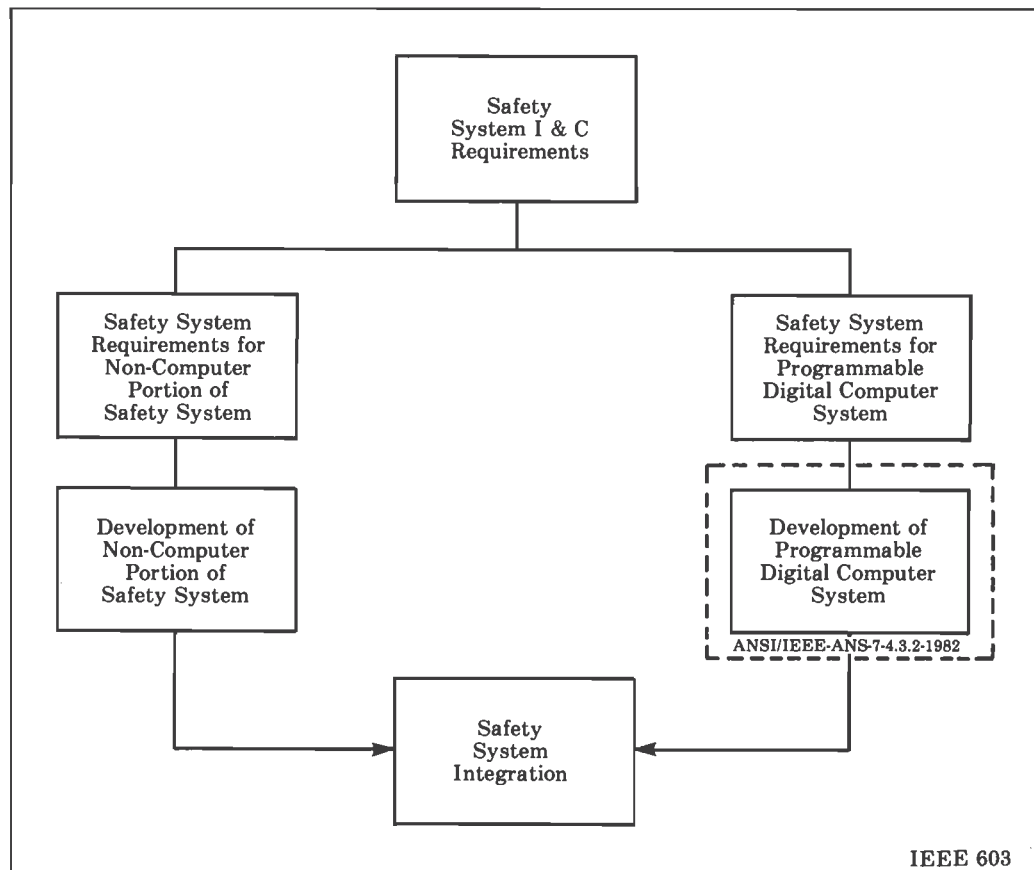 Safety
System I & C
Requirements
Safety System
Requirements for
Non-Computer
Portion of
Safety System
Safety System
Requirements for
Programmable
Digital Computer
System
Development of
Non-Computer
Portion of
Safety System
Development of
Programmable
Digital Computer
System
ANSI/IEEE-ANS-7-4.3.2-1982
Safety
System
Integration
IEEE 603